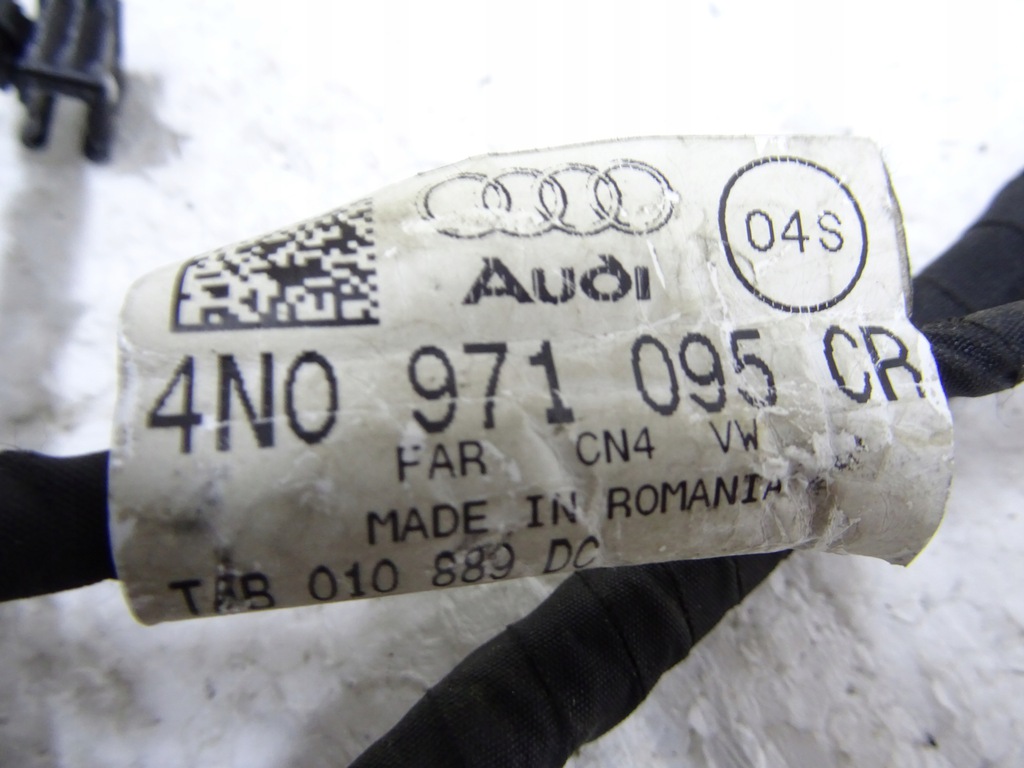 04S
Audi
4N0 971 095 CR
FAR CN4 VW
MADE IN ROMANIA
010 889 DC